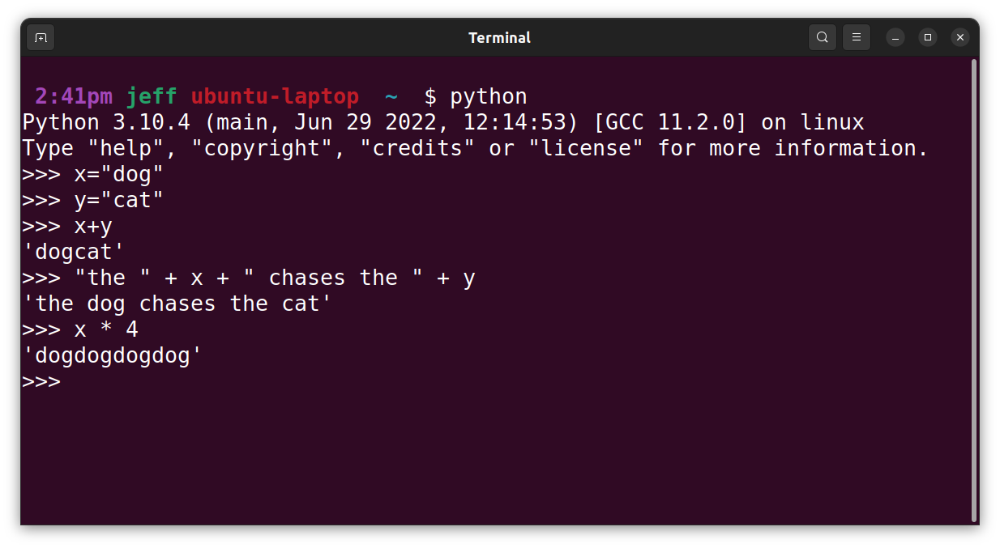 Terminal
2:41pm jeff ubuntu-laptop ~ $ python
Python 3.10.4 (main, Jun 29 2022, 12:14:53) [GCC 11.2.0] on linux
Type "help", "copyright", "credits" or "license" for more information.
>>> x="dog"
>>> y="cat"
>>> x+y
'dogcat'
>>> "the " + x + " chases the " + y
'the dog chases the cat'
>>> x * 4
'dogdogdogdog'
>>>